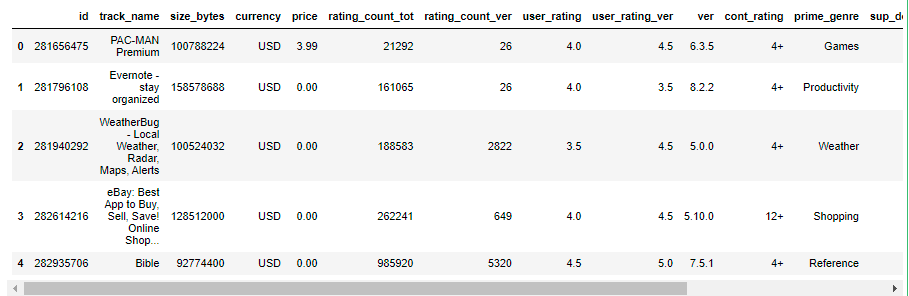 id track_name size_bytes currency price rating_count_tot rating_count_ver user_rating user_rating_ver ver cont_rating prime_genre
0 281656475 PAC-MAN Premium 100788224 USD 3.99 21292 26 4.0 4.5 6.3.5 4+ Games
1 281796108 Evernote - stay organized 158578688 USD 0.00 161065 26 4.0 3.5 8.2.2 4+ Productivity
2 281940292 WeatherBug - Local Weather, Radar, Maps, Alerts 100524032 USD 0.00 188583 2822 3.5 4.5 5.0.0 4+ Weather
3 282614216 eBay: Best App to Buy, Sell, Save! Online Shop... 128512000 USD 0.00 262241 649 4.0 4.5 5.10.0 12+ Shopping
4 282935706 Bible 92774400 USD 0.00 985920 5320 4.5 5.0 7.5.1 4+ Reference